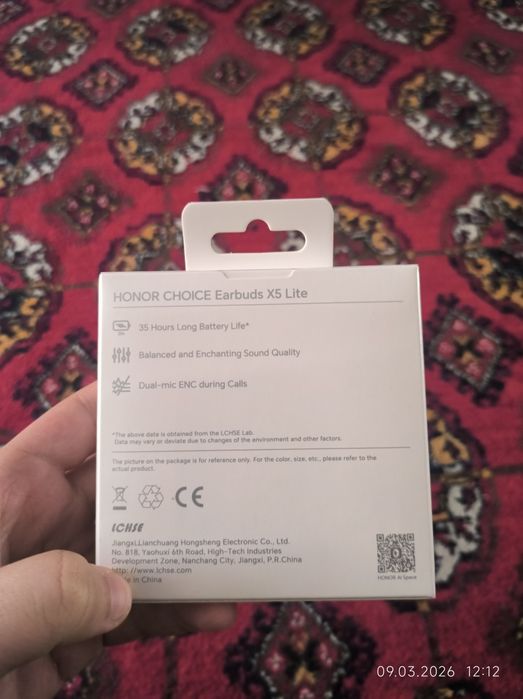 HONOR CHOICE Earbuds X5 Lite
35 Hours Long Battery Life*
Balanced and Enchanting Sound Quality
Dual-mic ENC during Calls
*The above data is obtained from the LCHSE Lab.
Data may vary or deviate due to changes of the environment and other factors.
The picture on the package is for reference only. For the color, size, etc., please refer to the
actual product.
CE
LCHSE
Jiangxi Lianchuang Hongsheng Electronic Co., Ltd.
No. 818, Yaohuxi 6th Road, High-Tech Industries
Development Zone, Nanchang City, Jiangxi, P.R.China
http://www.lchse.com
in China
HONOR AI Space
09.03.2026 12:12